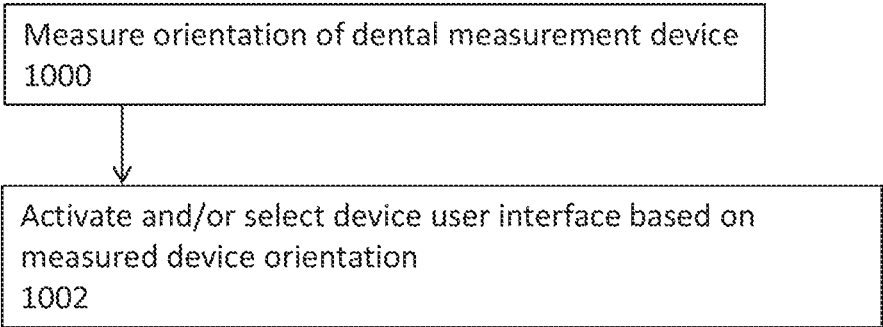 Measure orientation of dental measurement device
1000
Activate and/or select device user interface based on
measured device orientation
1002